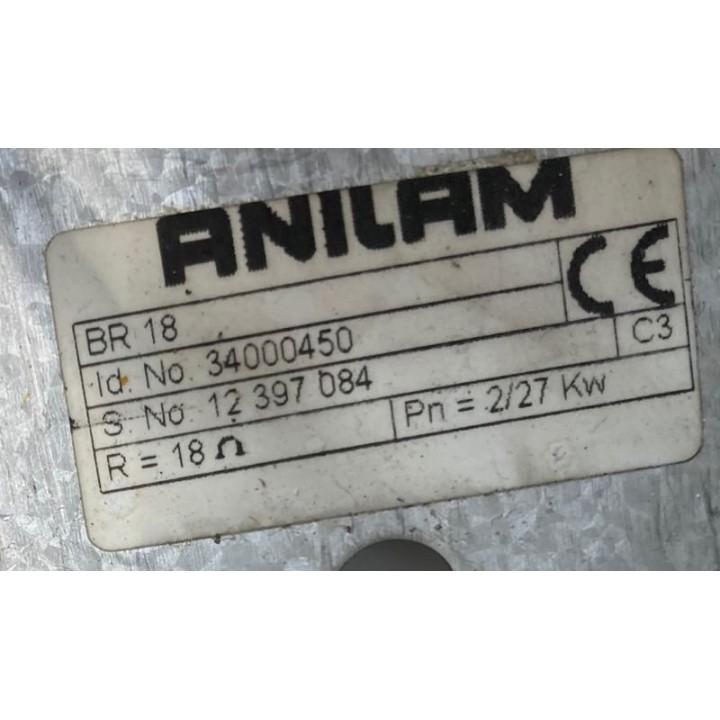 ANILAM
CE
BR 18
Id. No. 34000450
C3
S. No. 12 397 084
R = 18 Ω
Pn = 2/27 Kw